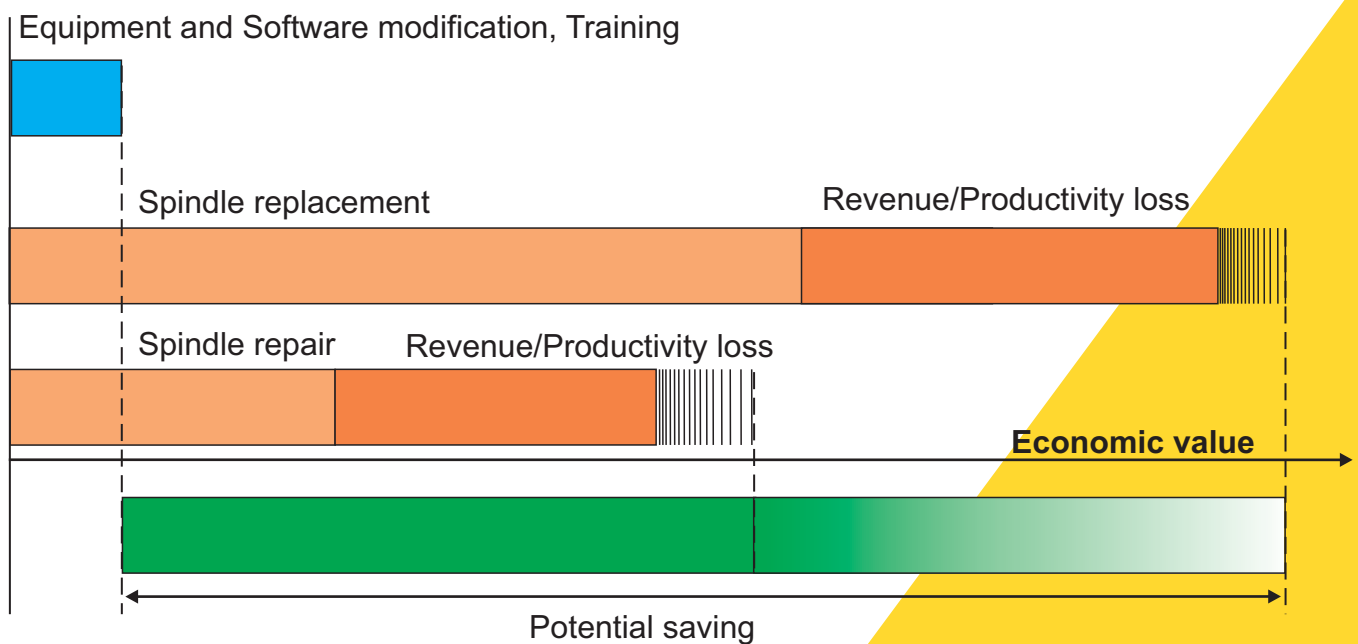 Equipment and Software modification, Training
Spindle replacement
Revenue/Productivity loss
Spindle repair
Revenue/Productivity loss
Economic value
Potential saving